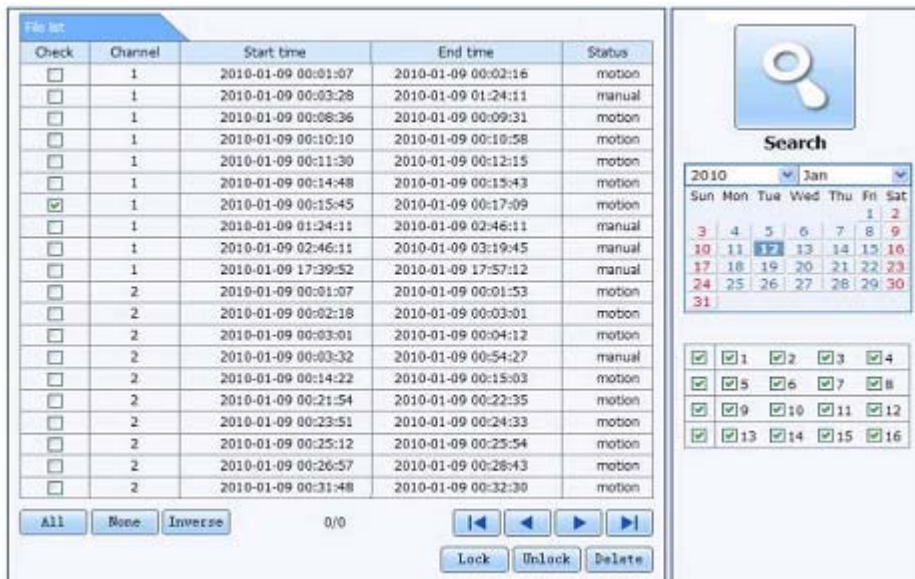 File list
Check Channel Start time End time Status
1 2010-01-09 00:01:07 2010-01-09 00:02:16 motion
1 2010-01-09 00:03:28 2010-01-09 01:24:11 manual
1 2010-01-09 00:08:36 2010-01-09 00:09:31 motion
1 2010-01-09 00:10:10 2010-01-09 00:10:58 motion
1 2010-01-09 00:11:30 2010-01-09 00:12:15 motion
1 2010-01-09 00:14:48 2010-01-09 00:15:43 motion
1 2010-01-09 00:15:45 2010-01-09 00:17:09 motion
1 2010-01-09 01:24:11 2010-01-09 02:46:11 manual
1 2010-01-09 02:46:11 2010-01-09 03:19:45 manual
1 2010-01-09 17:39:52 2010-01-09 17:57:12 manual
2 2010-01-09 00:01:07 2010-01-09 00:01:53 motion
2 2010-01-09 00:02:18 2010-01-09 00:03:01 motion
2 2010-01-09 00:03:01 2010-01-09 00:04:12 motion
2 2010-01-09 00:03:32 2010-01-09 00:54:27 manual
2 2010-01-09 00:14:22 2010-01-09 00:15:03 motion
2 2010-01-09 00:21:54 2010-01-09 00:22:35 motion
2 2010-01-09 00:23:51 2010-01-09 00:24:33 motion
2 2010-01-09 00:25:12 2010-01-09 00:25:54 motion
2 2010-01-09 00:26:57 2010-01-09 00:28:43 motion
2 2010-01-09 00:31:48 2010-01-09 00:32:30 motion
All None Inverse 0/0
Lock Unlock Delete
Search
2010 Jan
Sun Mon Tue Wed Thu Fri Sat
1 2
3 4 5 6 7 8 9
10 11 12 13 14 15 16
17 18 19 20 21 22 23
24 25 26 27 28 29 30
31
1 2 3 4
5 6 7 8
9 10 11 12
13 14 15 16